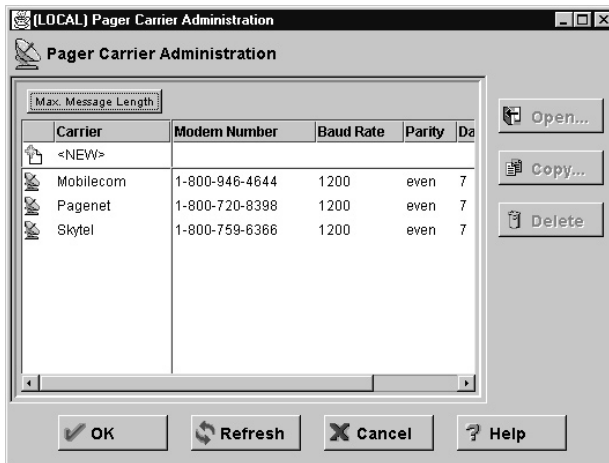 (LOCAL) Pager Carrier Administration
Pager Carrier Administration
Max. Message Length
Carrier Modem Number Baud Rate Parity Da
<NEW>
Mobilecom 1-800-946-4644 1200 even 7
Pagenet 1-800-720-8398 1200 even 7
Skytel 1-800-759-6366 1200 even 7
Open...
Copy...
Delete
OK Refresh Cancel Help